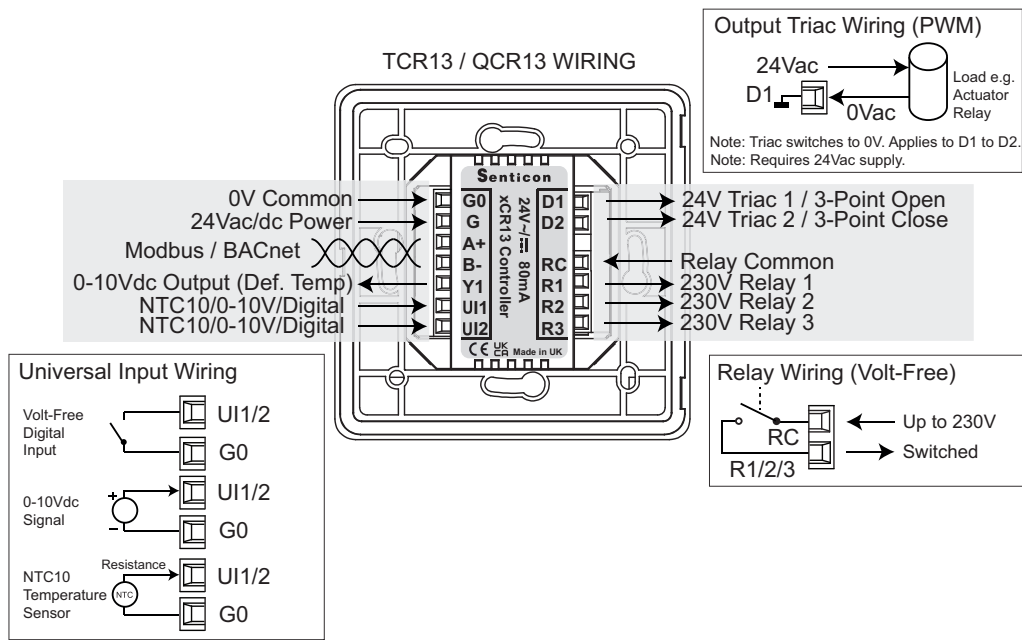 TCR13 / QCR13 WIRING
Output Triac Wiring (PWM)
24Vac
D1
0Vac
Load e.g.
Actuator
Relay
Note: Triac switches to 0V. Applies to D1 to D2.
Note: Requires 24Vac supply.
0V Common
24Vac/dc Power
Modbus / BACnet
0-10Vdc Output (Def. Temp)
NTC10/0-10V/Digital
NTC10/0-10V/Digital
Senticon
G0
G
A+
B-
Y1
UI1
UI2
24V~/⎓ 80mA
xCR13 Controller
D1
D2
RC
R1
R2
R3
CE UK CA Made in UK
24V Triac 1 / 3-Point Open
24V Triac 2 / 3-Point Close
Relay Common
230V Relay 1
230V Relay 2
230V Relay 3
Universal Input Wiring
Volt-Free
Digital
Input
UI1/2
G0
0-10Vdc
Signal
+
–
UI1/2
G0
NTC10
Temperature
Sensor
Resistance
NTC
UI1/2
G0
Relay Wiring (Volt-Free)
RC
R1/2/3
Up to 230V
Switched